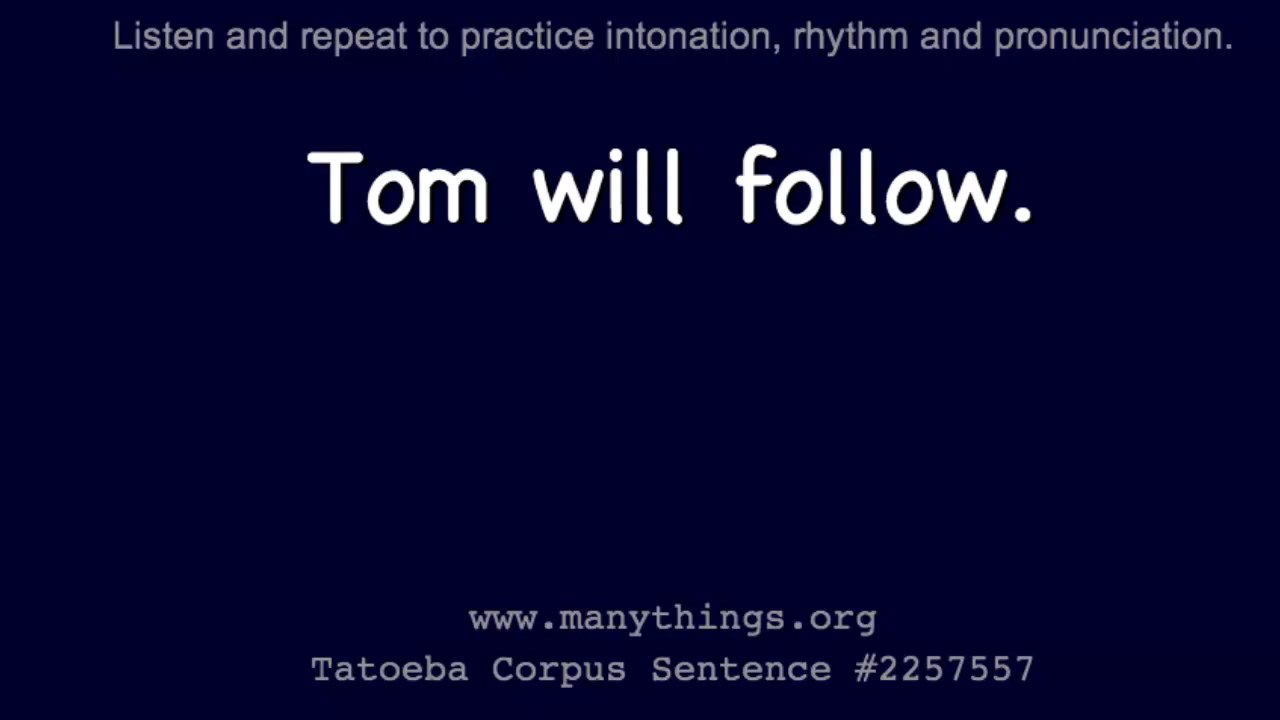 Listen and repeat to practice intonation, rhythm and pronunciation.
Tom will follow.
www.manythings.org
Tatoeba Corpus Sentence #2257557